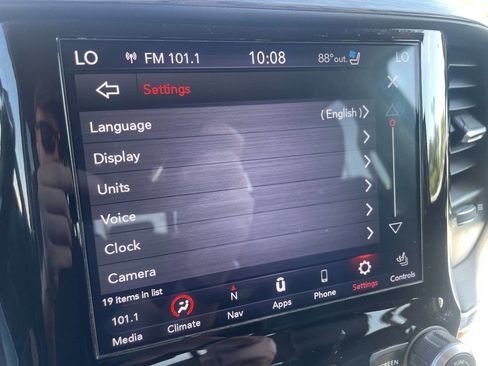 LO FM 101.1 10:08 88° out. LO
Settings X
Language ( English )
Display
Units
Voice
Clock
Camera
19 items in list
101.1 N
Media Climate Nav Apps Phone Settings Controls
SCREEN